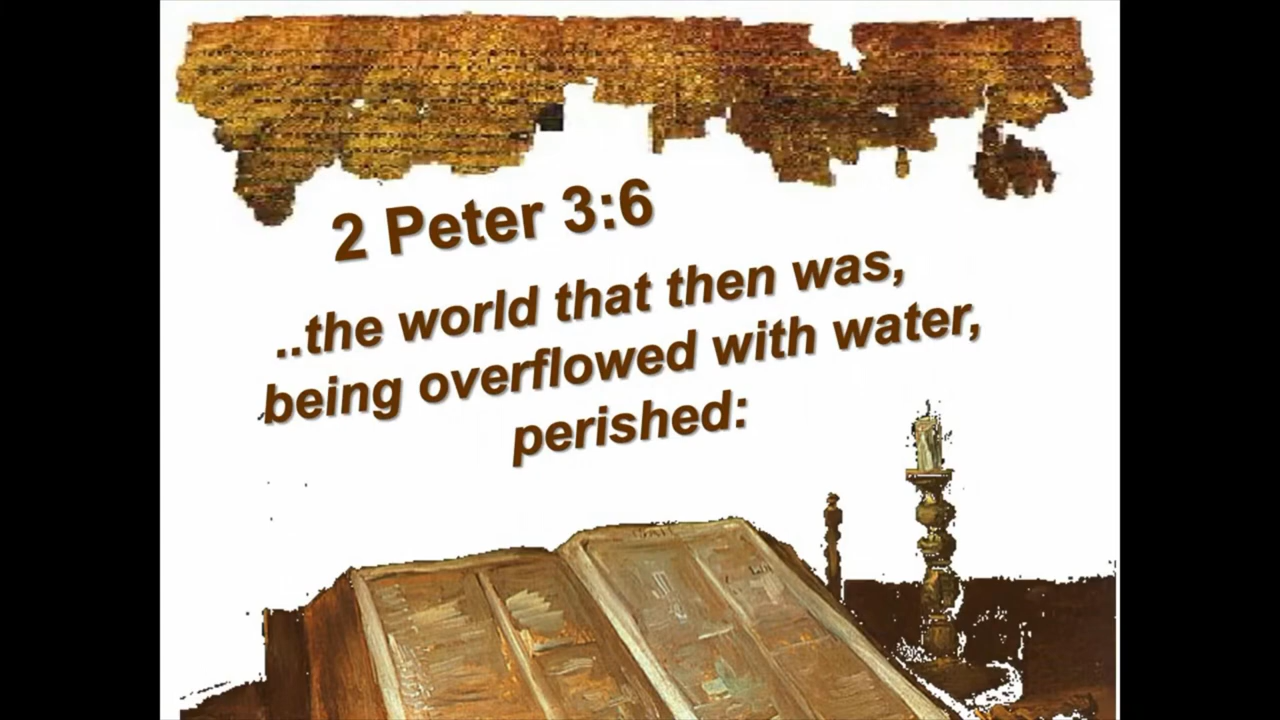 2 Peter 3:6
..the world that then was,
being overflowed with water,
perished: